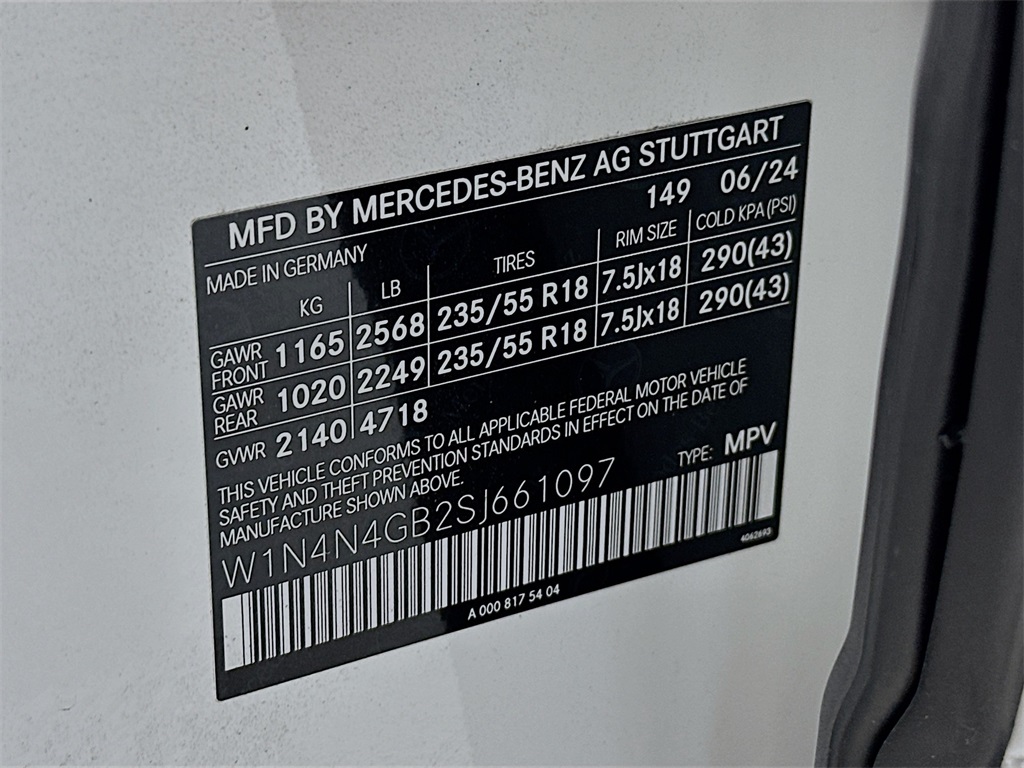 MFD BY MERCEDES-BENZ AG STUTTGART
MADE IN GERMANY 149 06/24
KG LB TIRES RIM SIZE COLD KPA (PSI)
GAWR FRONT 1165 2568 235/55 R18 7.5Jx18 290(43)
GAWR REAR 1020 2249 235/55 R18 7.5Jx18 290(43)
GVWR 2140 4718
THIS VEHICLE CONFORMS TO ALL APPLICABLE FEDERAL MOTOR VEHICLE
SAFETY AND THEFT PREVENTION STANDARDS IN EFFECT ON THE DATE OF
MANUFACTURE SHOWN ABOVE.
TYPE: MPV
W1N4N4GB2SJ661097
A 000 817 54 04
4062693